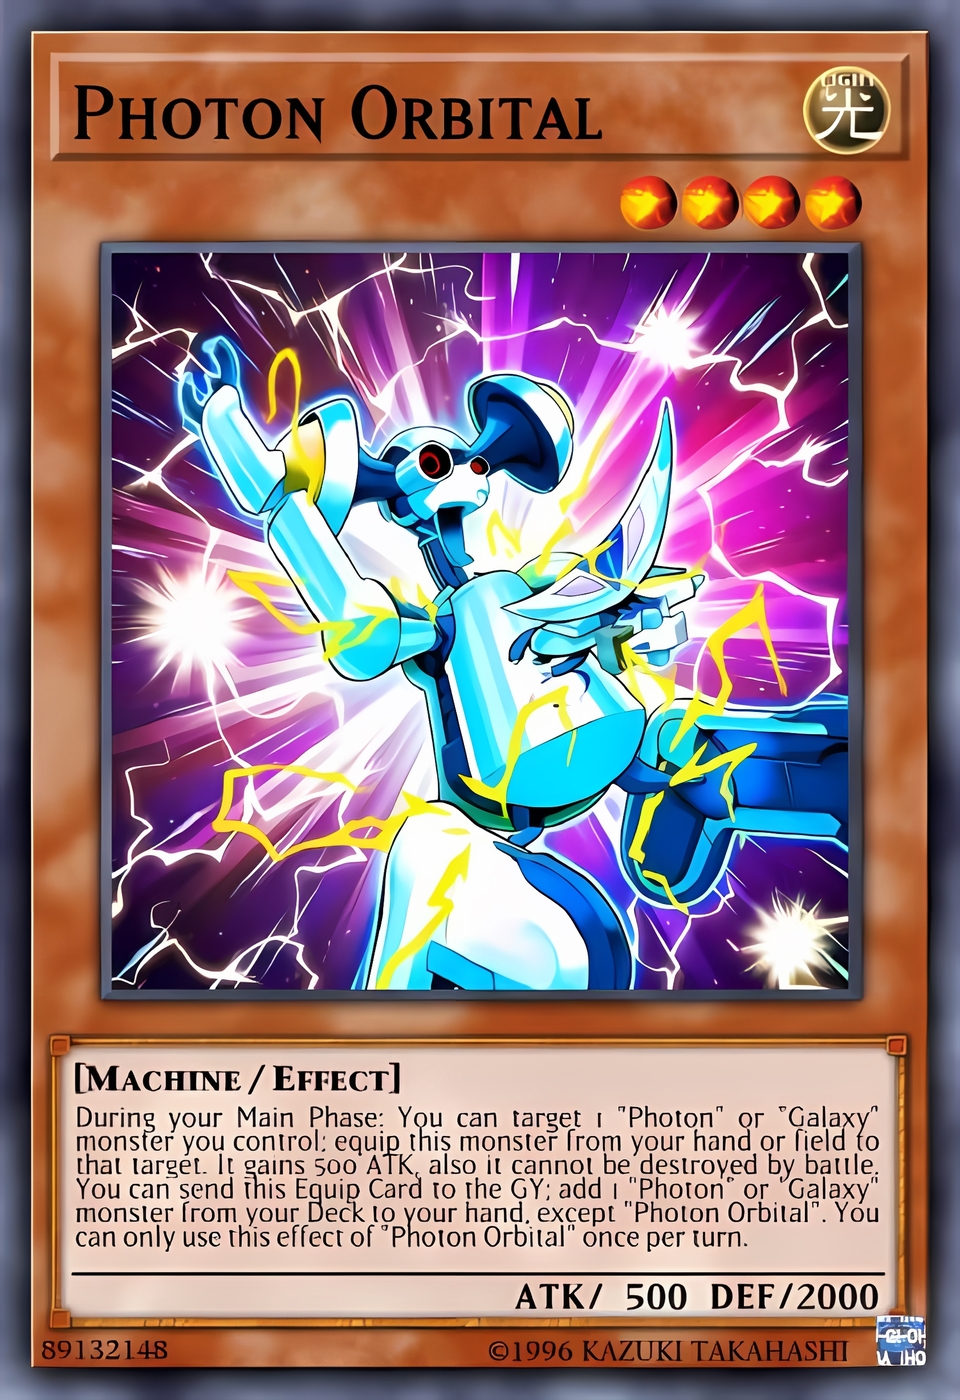 PHOTON ORBITAL
光
[MACHINE / EFFECT]
During your Main Phase: You can target 1 "Photon" or "Galaxy"
monster you control; equip this monster from your hand or field to
that target. It gains 500 ATK, also it cannot be destroyed by battle.
You can send this Equip Card to the GY; add 1 "Photon" or "Galaxy"
monster from your Deck to your hand, except "Photon Orbital". You
can only use this effect of "Photon Orbital" once per turn.
ATK/ 500 DEF/2000
89132148
©1996 KAZUKI TAKAHASHI